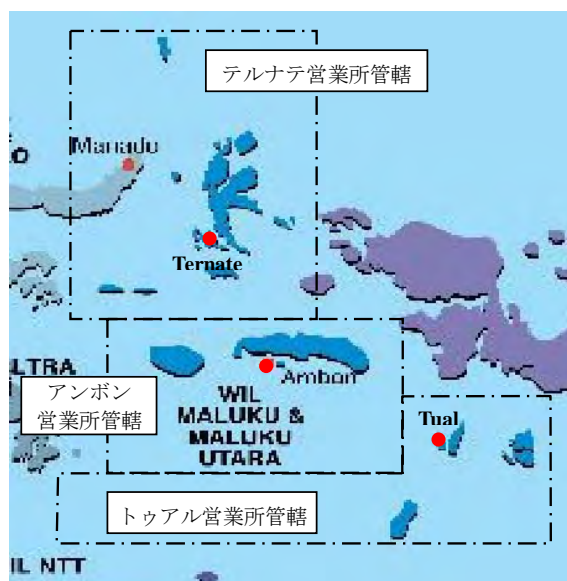 テルナテ営業所管轄
O
Manado
Ternate
LTRA
Ambon
アンボン
営業所管轄
WIL
MALUKU &
MALUKU
UTARA
Tual
トゥアル営業所管轄
IL NTT